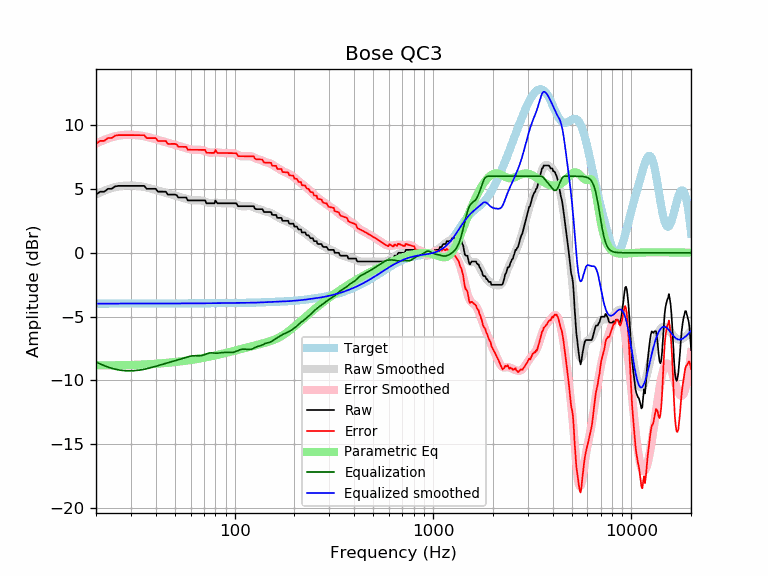 Bose QC3
Amplitude (dBr)
10
5
0
−5
−10
−15
−20
Target
Raw Smoothed
Error Smoothed
Raw
Error
Parametric Eq
Equalization
Equalized smoothed
100
1000
10000
Frequency (Hz)